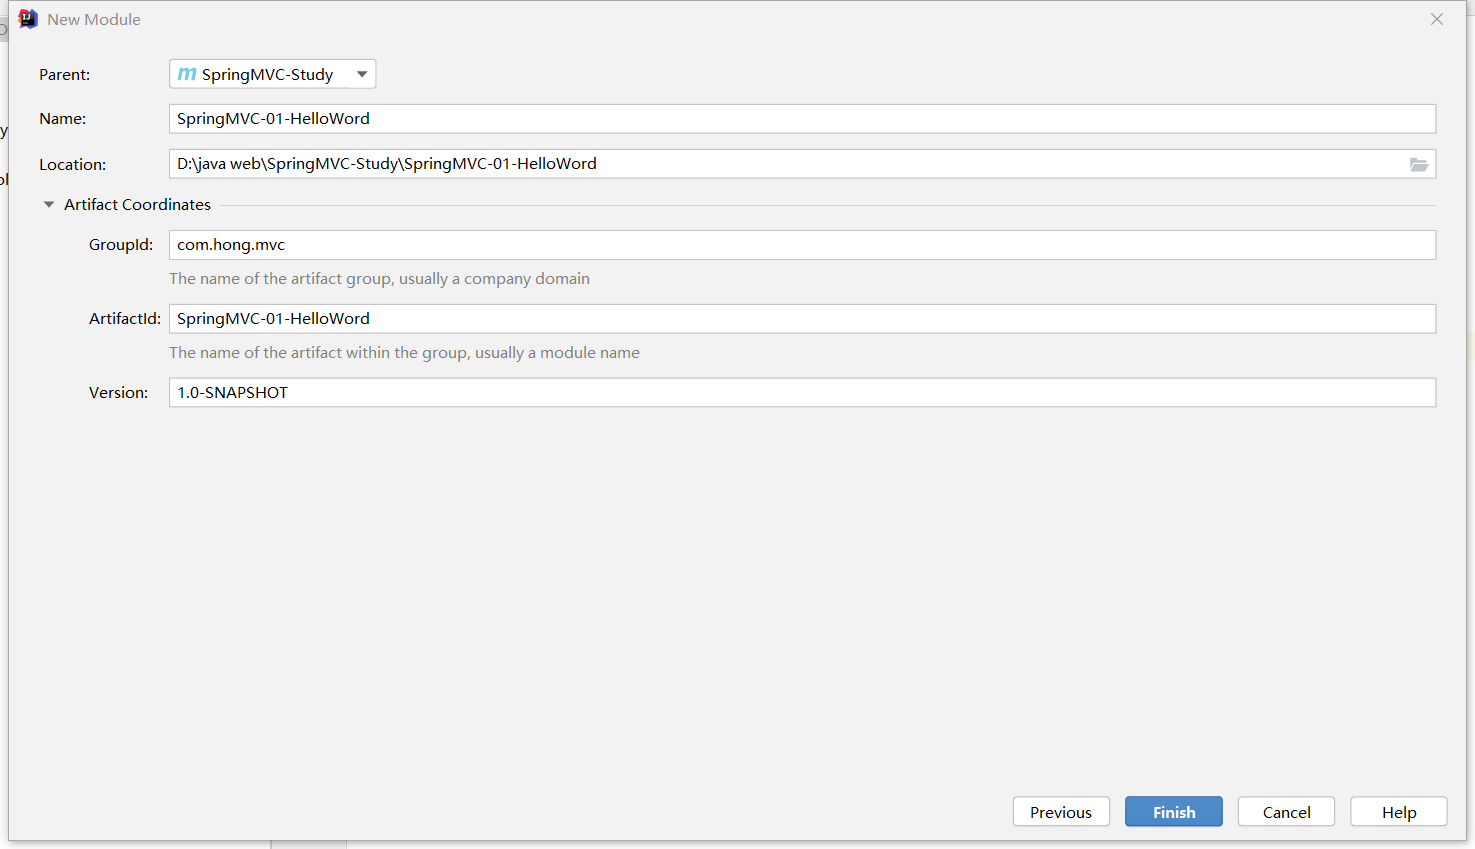 New Module
Parent: m SpringMVC-Study
Name: SpringMVC-01-HelloWord
Location: D:\java web\SpringMVC-Study\SpringMVC-01-HelloWord
Artifact Coordinates
GroupId: com.hong.mvc
The name of the artifact group, usually a company domain
ArtifactId: SpringMVC-01-HelloWord
The name of the artifact within the group, usually a module name
Version: 1.0-SNAPSHOT
Previous Finish Cancel Help